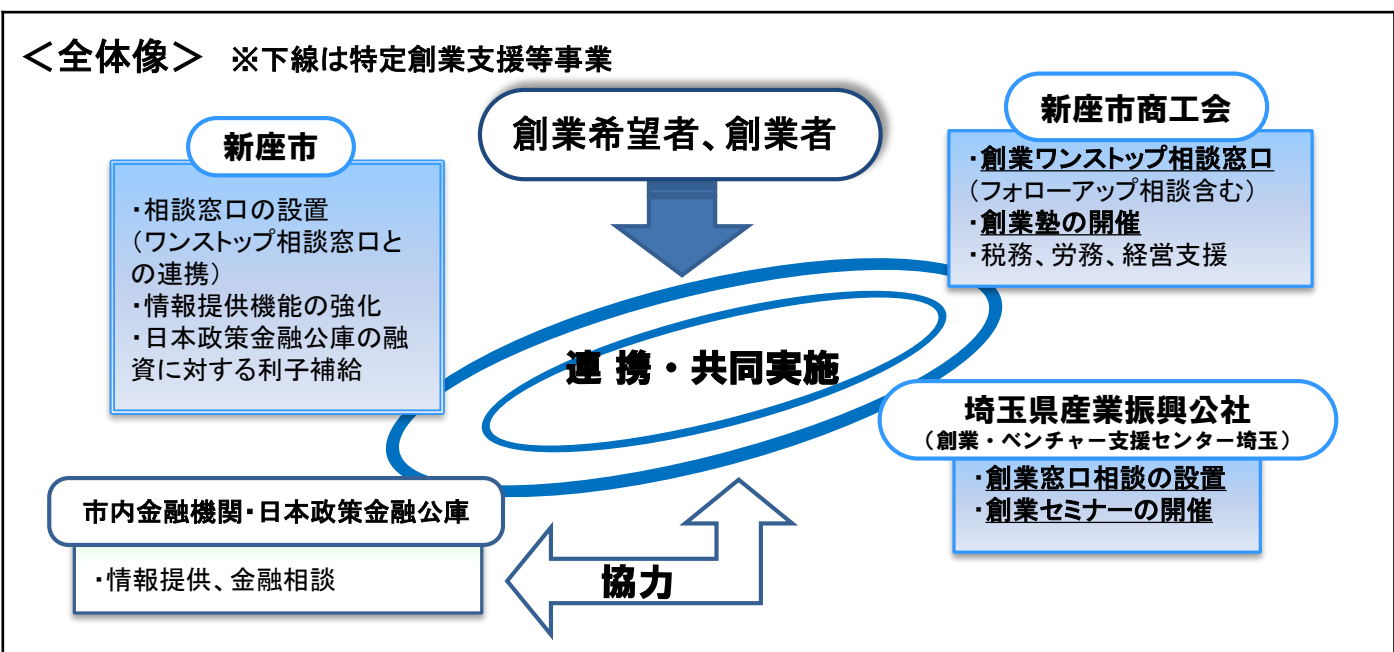 ＜全体像＞ ※下線は特定創業支援等事業
創業希望者、創業者
新座市
・相談窓口の設置
（ワンストップ相談窓口と
の連携）
・情報提供機能の強化
・日本政策金融公庫の融
資に対する利子補給
新座市商工会
・創業ワンストップ相談窓口
（フォローアップ相談含む）
・創業塾の開催
・税務、労務、経営支援
連 携・共同実施
埼玉県産業振興公社
（創業・ベンチャー支援センター埼玉）
・創業窓口相談の設置
・創業セミナーの開催
市内金融機関・日本政策金融公庫
・情報提供、金融相談
協力